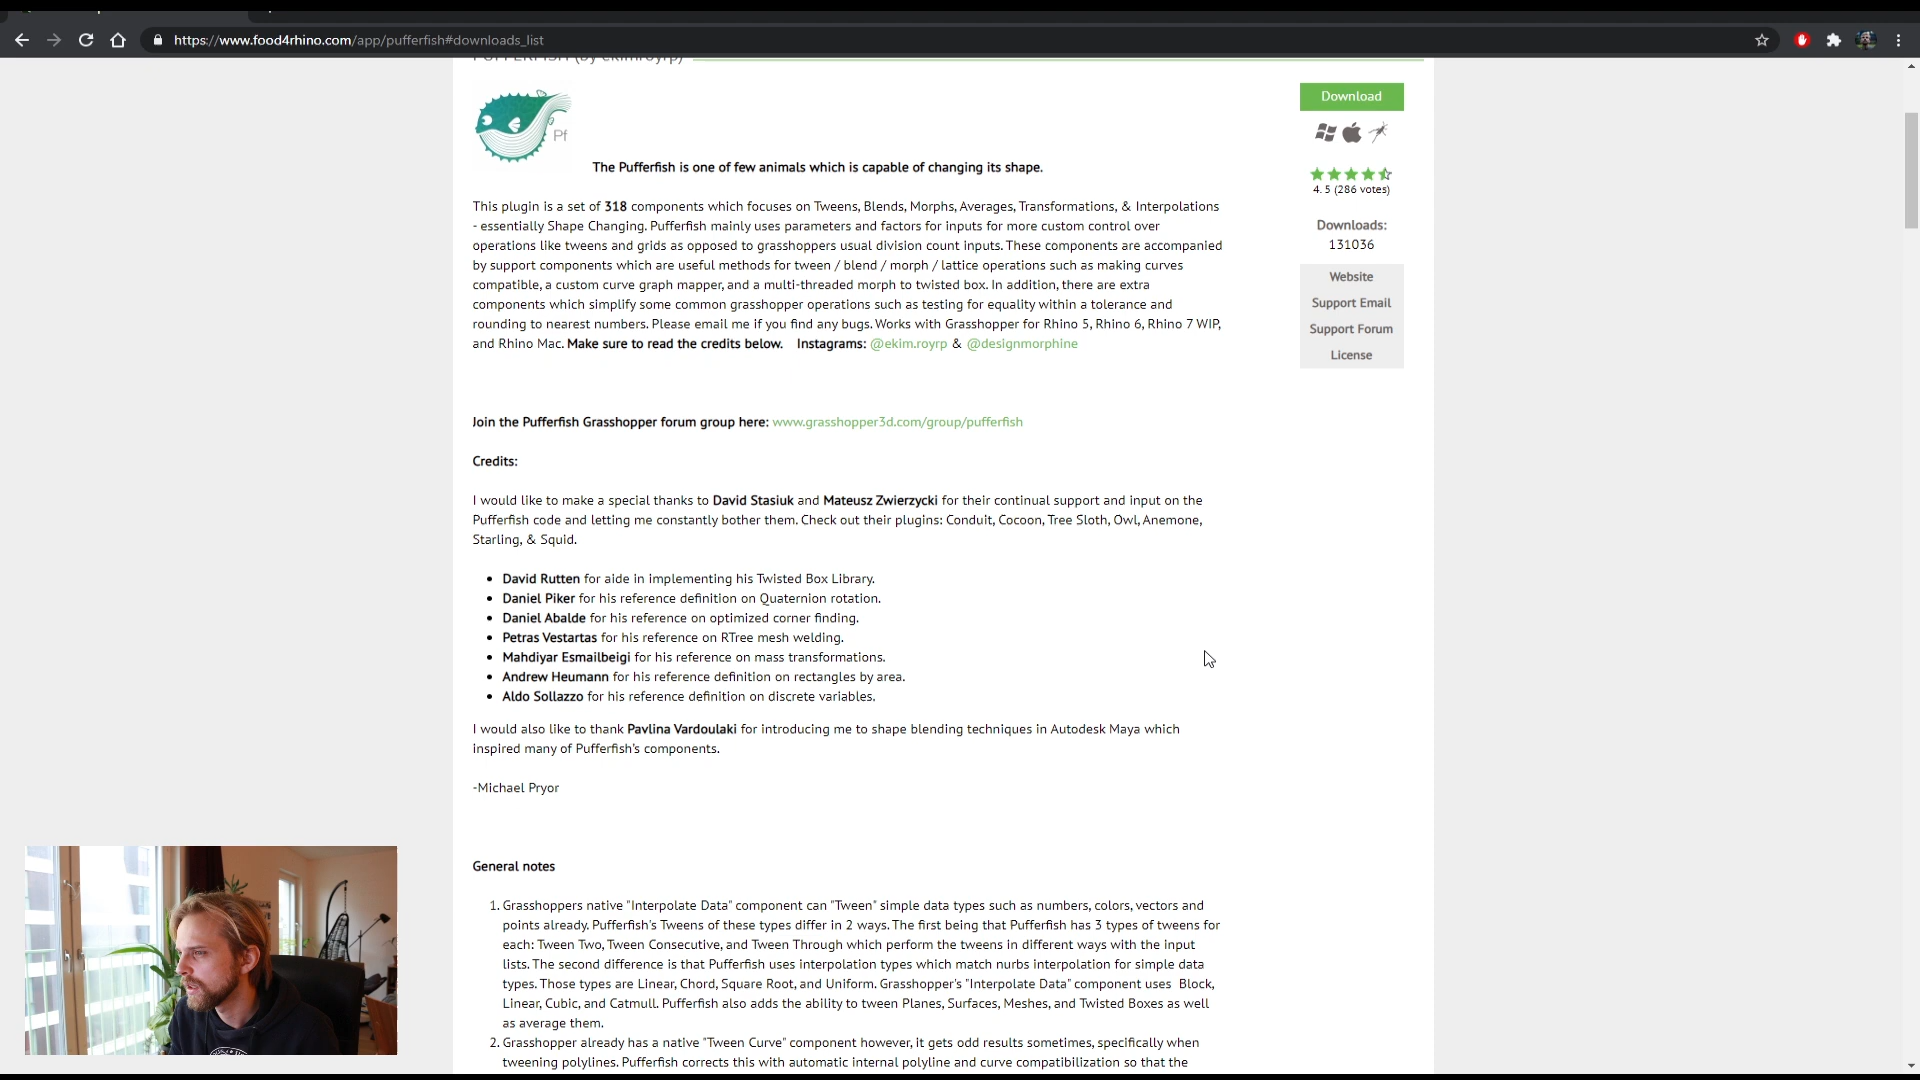 https://www.food4rhino.com/app/pufferfish#downloads_list
PUFFERFISH (by ekimroyrp)
Pf
The Pufferfish is one of few animals which is capable of changing its shape.
This plugin is a set of 318 components which focuses on Tweens, Blends, Morphs, Averages, Transformations, & Interpolations
- essentially Shape Changing. Pufferfish mainly uses parameters and factors for inputs for more custom control over
operations like tweens and grids as opposed to grasshoppers usual division count inputs. These components are accompanied
by support components which are useful methods for tween / blend / morph / lattice operations such as making curves
compatible, a custom curve graph mapper, and a multi-threaded morph to twisted box. In addition, there are extra
components which simplify some common grasshopper operations such as testing for equality within a tolerance and
rounding to nearest numbers. Please email me if you find any bugs. Works with Grasshopper for Rhino 5, Rhino 6, Rhino 7 WIP,
and Rhino Mac. Make sure to read the credits below. Instagrams: @ekim.royrp & @designmorphine
Join the Pufferfish Grasshopper forum group here: www.grasshopper3d.com/group/pufferfish
Credits:
I would like to make a special thanks to David Stasiuk and Mateusz Zwierzycki for their continual support and input on the
Pufferfish code and letting me constantly bother them. Check out their plugins: Conduit, Cocoon, Tree Sloth, Owl, Anemone,
Starling, & Squid.
• David Rutten for aide in implementing his Twisted Box Library.
• Daniel Piker for his reference definition on Quaternion rotation.
• Daniel Abalde for his reference on optimized corner finding.
• Petras Vestartas for his reference on RTree mesh welding.
• Mahdiyar Esmailbeigi for his reference on mass transformations.
• Andrew Heumann for his reference definition on rectangles by area.
• Aldo Sollazzo for his reference definition on discrete variables.
I would also like to thank Pavlina Vardoulaki for introducing me to shape blending techniques in Autodesk Maya which
inspired many of Pufferfish's components.
-Michael Pryor
General notes
1. Grasshoppers native "Interpolate Data" component can "Tween" simple data types such as numbers, colors, vectors and
points already. Pufferfish's Tweens of these types differ in 2 ways. The first being that Pufferfish has 3 types of tweens for
each: Tween Two, Tween Consecutive, and Tween Through which perform the tweens in different ways with the input
lists. The second difference is that Pufferfish uses interpolation types which match nurbs interpolation for simple data
types. Those types are Linear, Chord, Square Root, and Uniform. Grasshopper's "Interpolate Data" component uses Block,
Linear, Cubic, and Catmull. Pufferfish also adds the ability to tween Planes, Surfaces, Meshes, and Twisted Boxes as well
as average them.
2. Grasshopper already has a native "Tween Curve" component however, it gets odd results sometimes, specifically when
tweening polylines. Pufferfish corrects this with automatic internal polyline and curve compatibilization so that the
Download
4.5 (286 votes)
Downloads:
131036
Website
Support Email
Support Forum
License